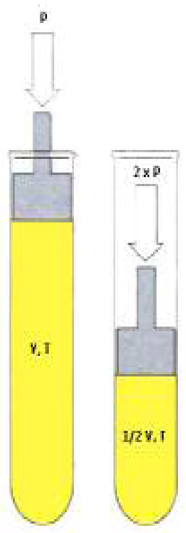 P
V, T
2 x P
1/2 V, T